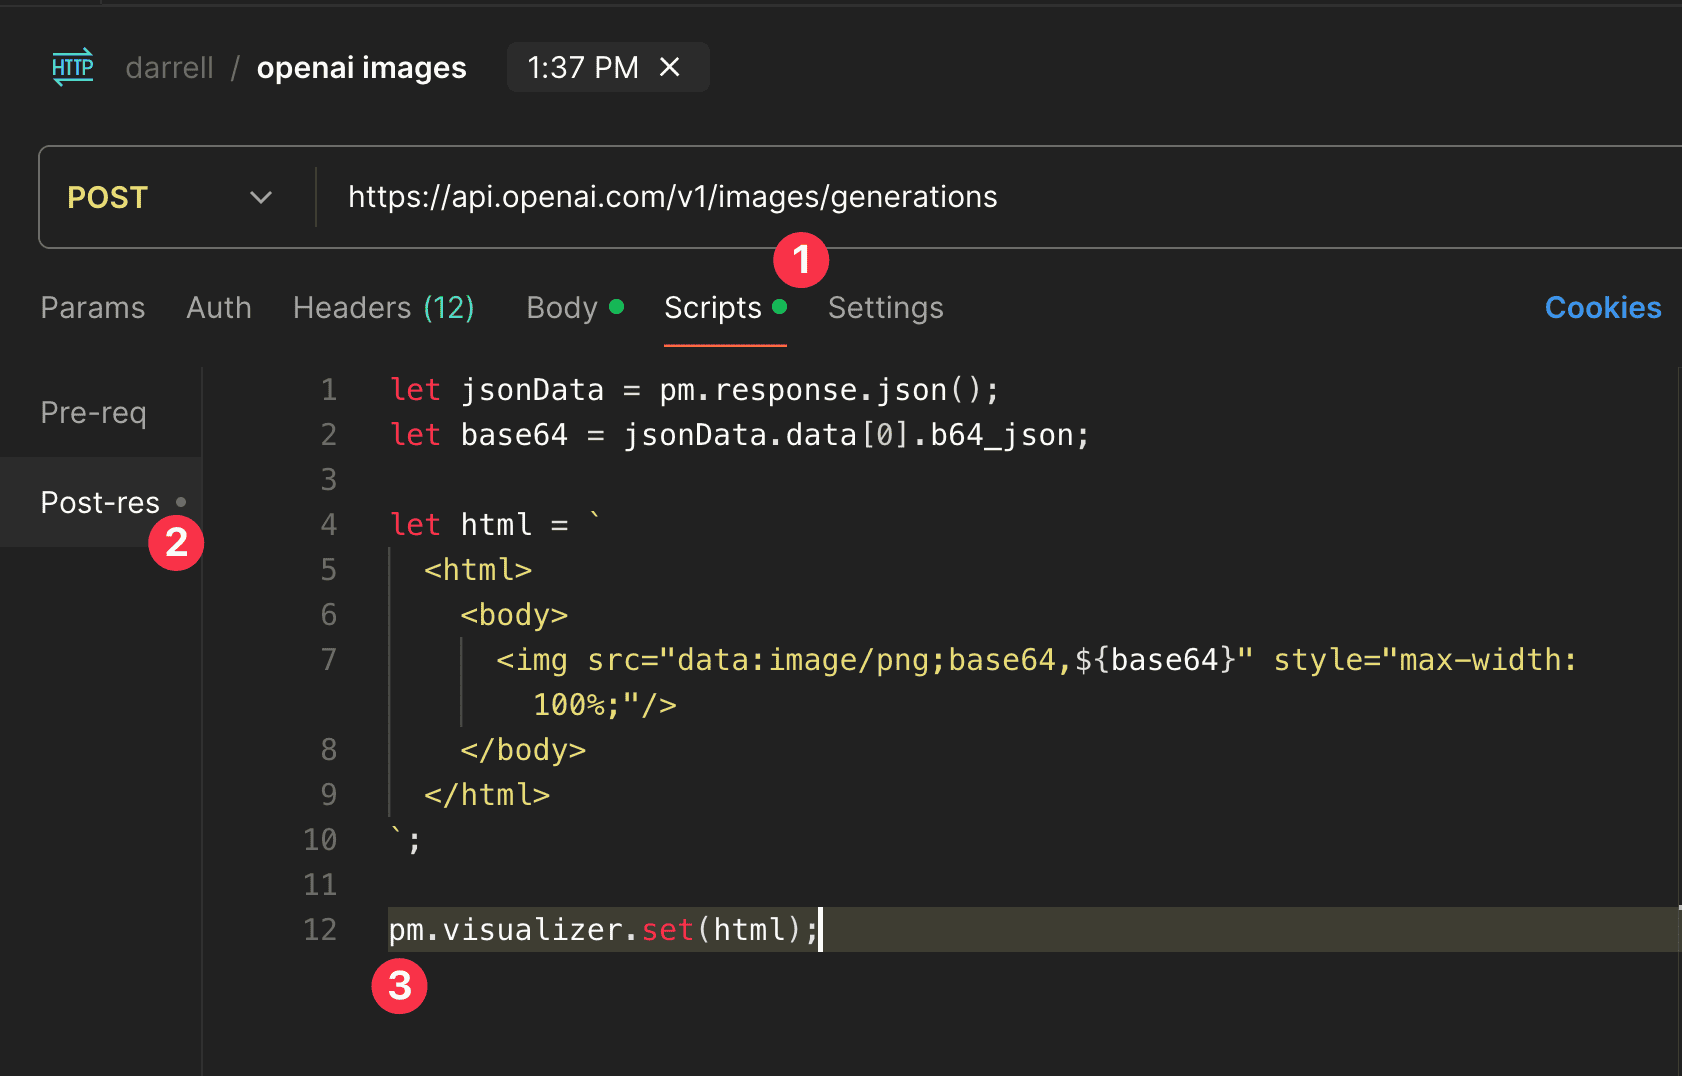 HTTP darrell / openai images 1:37 PM ×
POST https://api.openai.com/v1/images/generations
1
Params Auth Headers (12) Body Scripts Settings Cookies
Pre-req
Post-res
2
1 let jsonData = pm.response.json();
2 let base64 = jsonData.data[0].b64_json;
3
4 let html = `
5 <html>
6 <body>
7 <img src="data:image/png;base64,${base64}" style="max-width:
100%;"/>
8 </body>
9 </html>
10 `;
11
12 pm.visualizer.set(html);
3